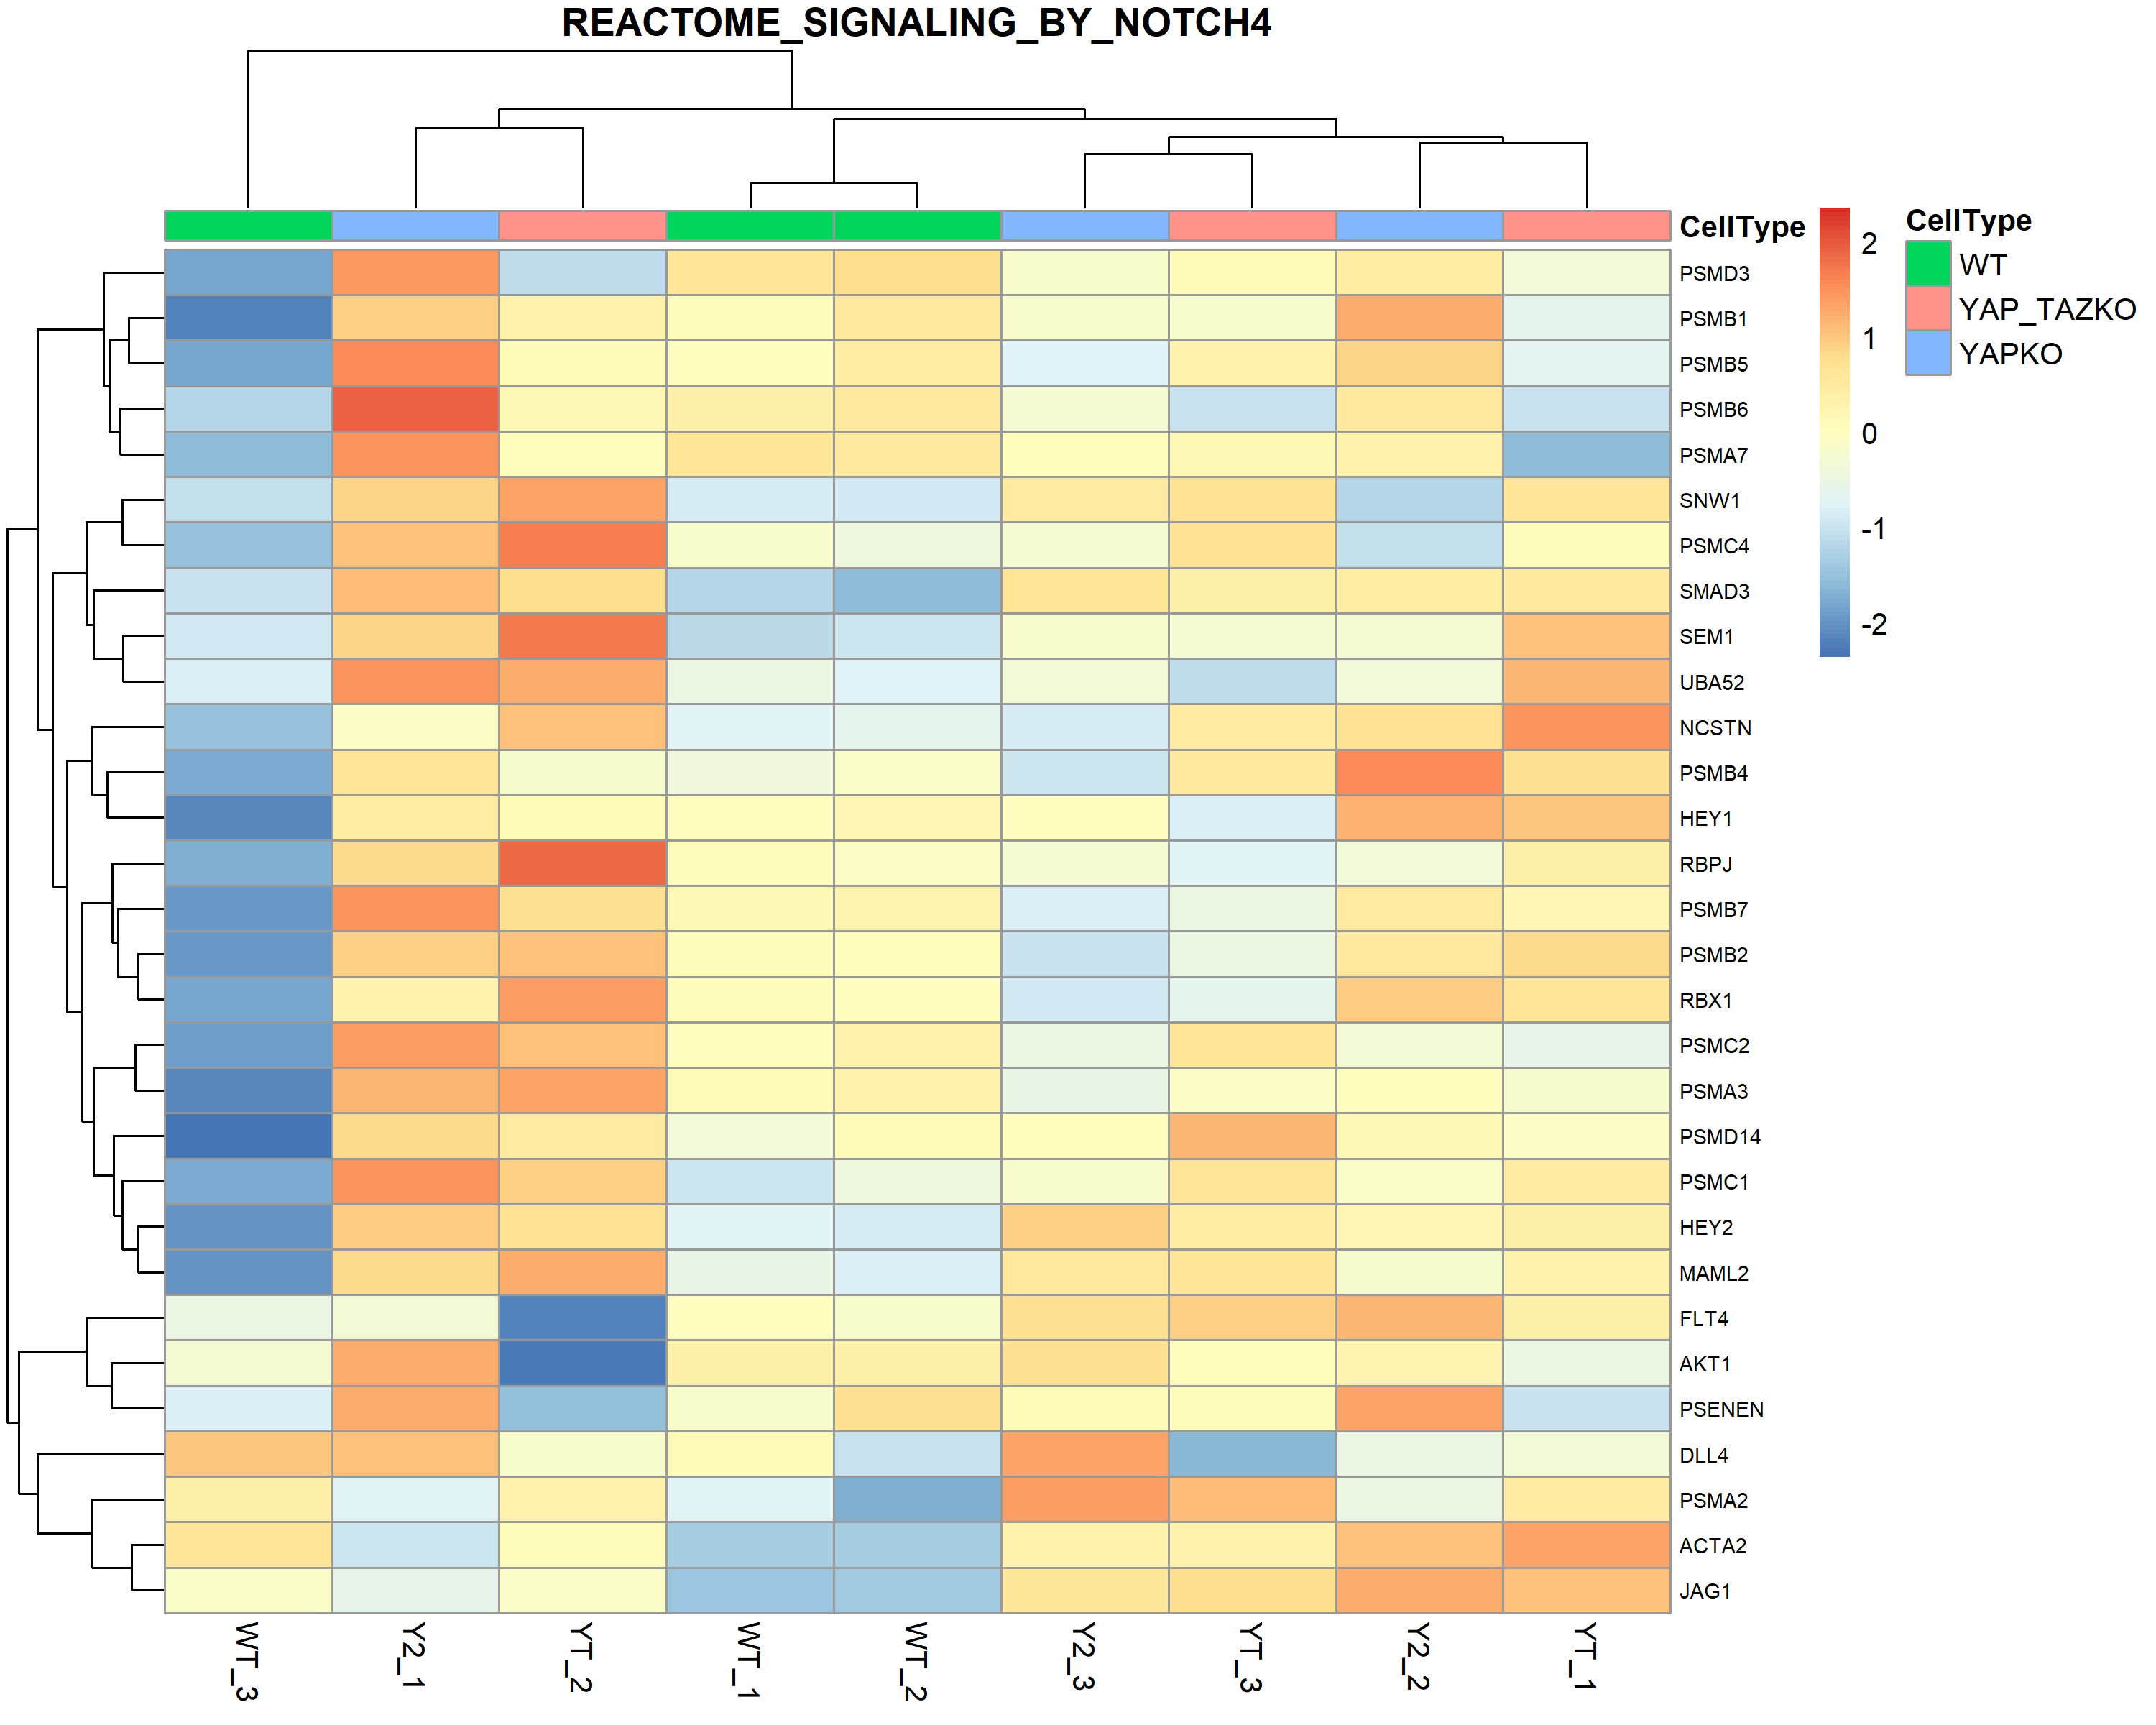 REACTOME_SIGNALING_BY_NOTCH4
CellType
2
1
0
-1
-2
CellType
WT
YAP_TAZKO
YAPKO
PSMD3
PSMB1
PSMB5
PSMB6
PSMA7
SNW1
PSMC4
SMAD3
SEM1
UBA52
NCSTN
PSMB4
HEY1
RBPJ
PSMB7
PSMB2
RBX1
PSMC2
PSMA3
PSMD14
PSMC1
HEY2
MAML2
FLT4
AKT1
PSENEN
DLL4
PSMA2
ACTA2
JAG1
WT_3
Y2_1
YT_2
WT_1
WT_2
Y2_3
YT_3
Y2_2
YT_1